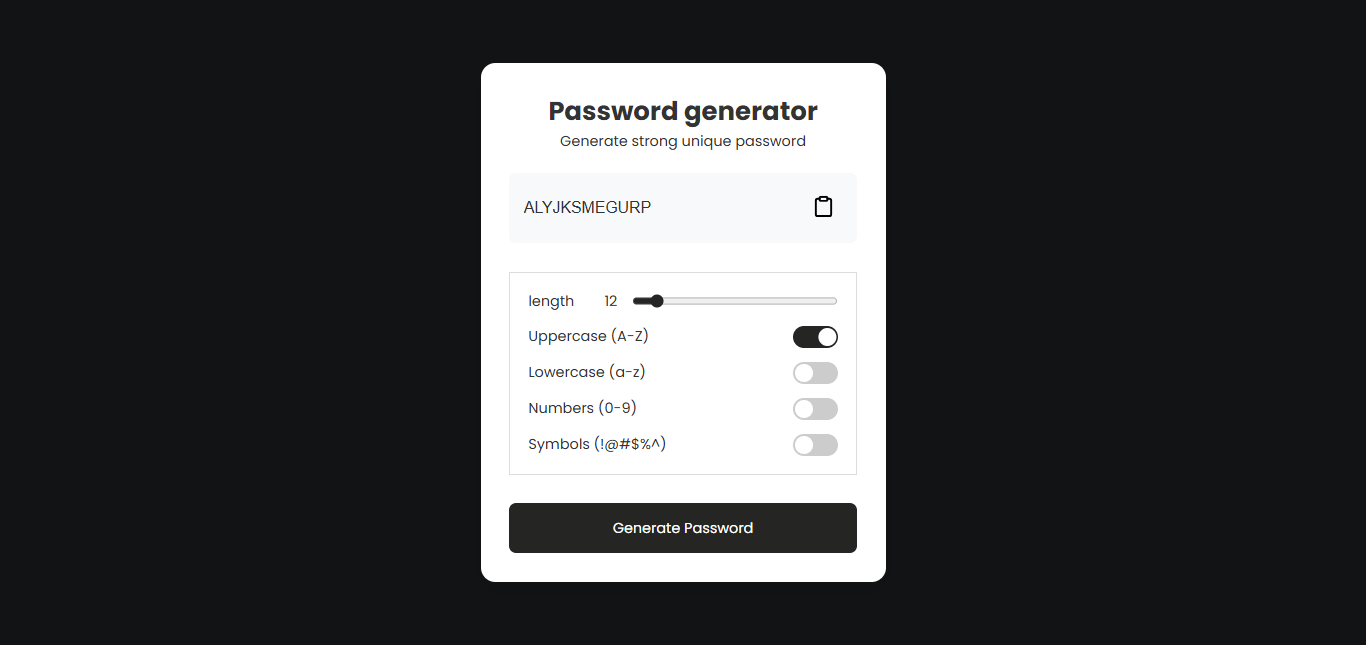 Password generator
Generate strong unique password
ALYJKSMEGURP
length 12
Uppercase (A-Z)
Lowercase (a-z)
Numbers (0-9)
Symbols (!@#$%^)
Generate Password